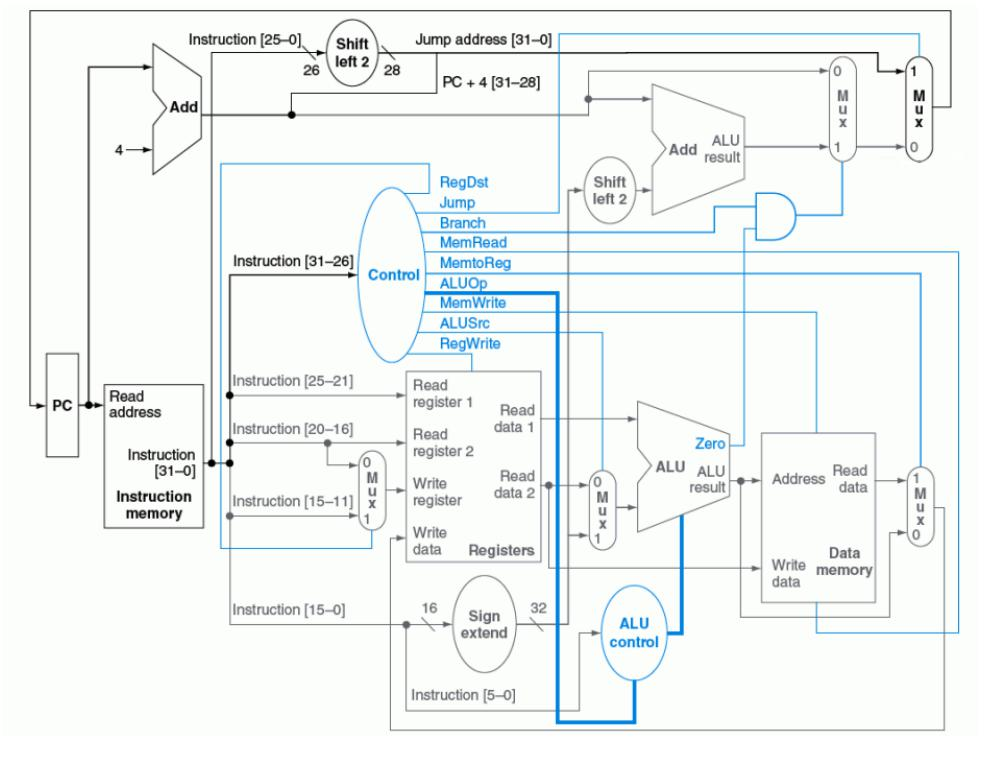 Instruction [25–0]
Shift
left 2
Jump address [31–0]
26
28
PC + 4 [31–28]
Add
4
0
M
u
x
1
1
M
u
x
0
Add
ALU
result
Shift
left 2
RegDst
Jump
Branch
MemRead
MemtoReg
ALUOp
MemWrite
ALUSrc
RegWrite
Instruction [31–26]
Control
PC
Read
address
Instruction
[31–0]
Instruction
memory
Instruction [25–21]
Instruction [20–16]
Instruction [15–11]
0
M
u
x
1
Read
register 1
Read
register 2
Write
register
Write
data
Read
data 1
Read
data 2
Registers
0
M
u
x
1
Zero
ALU
ALU
result
Address
Read
data
Write
data
Data
memory
1
M
u
x
0
Instruction [15–0]
16
Sign
extend
32
ALU
control
Instruction [5–0]